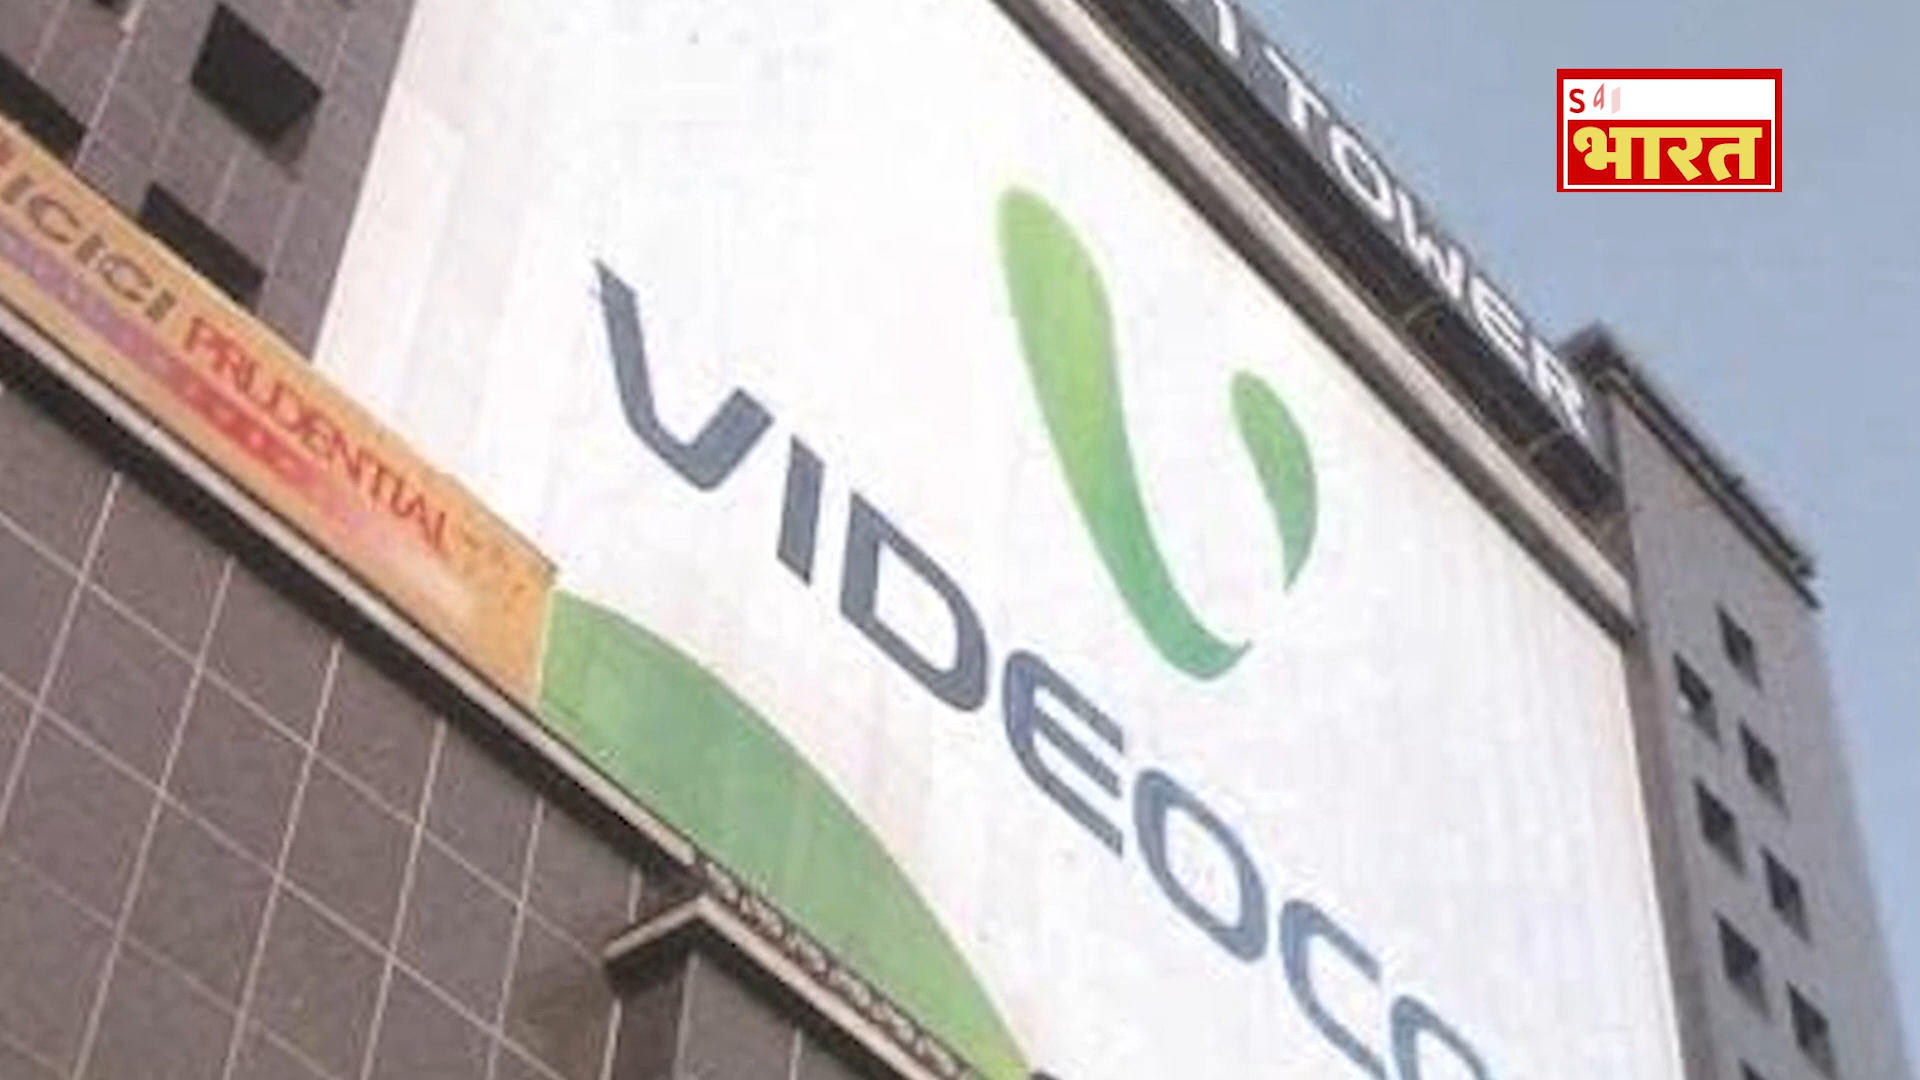 TOWER
S
भारत
ICICI PRUDENTIAL
VIDEOCO